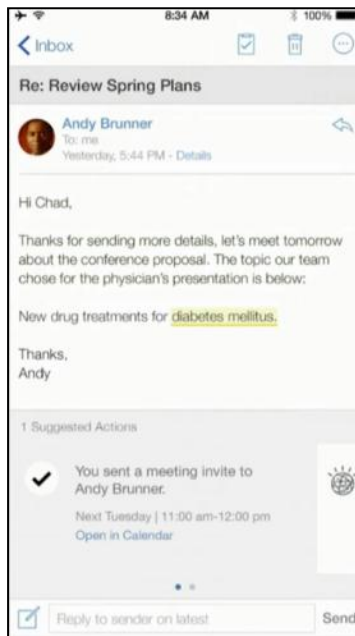 8:34 AM
100%
Inbox
Re: Review Spring Plans
Andy Brunner
To: me
Yesterday, 5:44 PM - Details
Hi Chad,
Thanks for sending more details, let's meet tomorrow
about the conference proposal. The topic our team
chose for the physician's presentation is below:
New drug treatments for diabetes mellitus.
Thanks,
Andy
1 Suggested Actions
You sent a meeting invite to
Andy Brunner.
Next Tuesday | 11:00 am-12:00 pm
Open in Calendar
Reply to sender on latest
Send